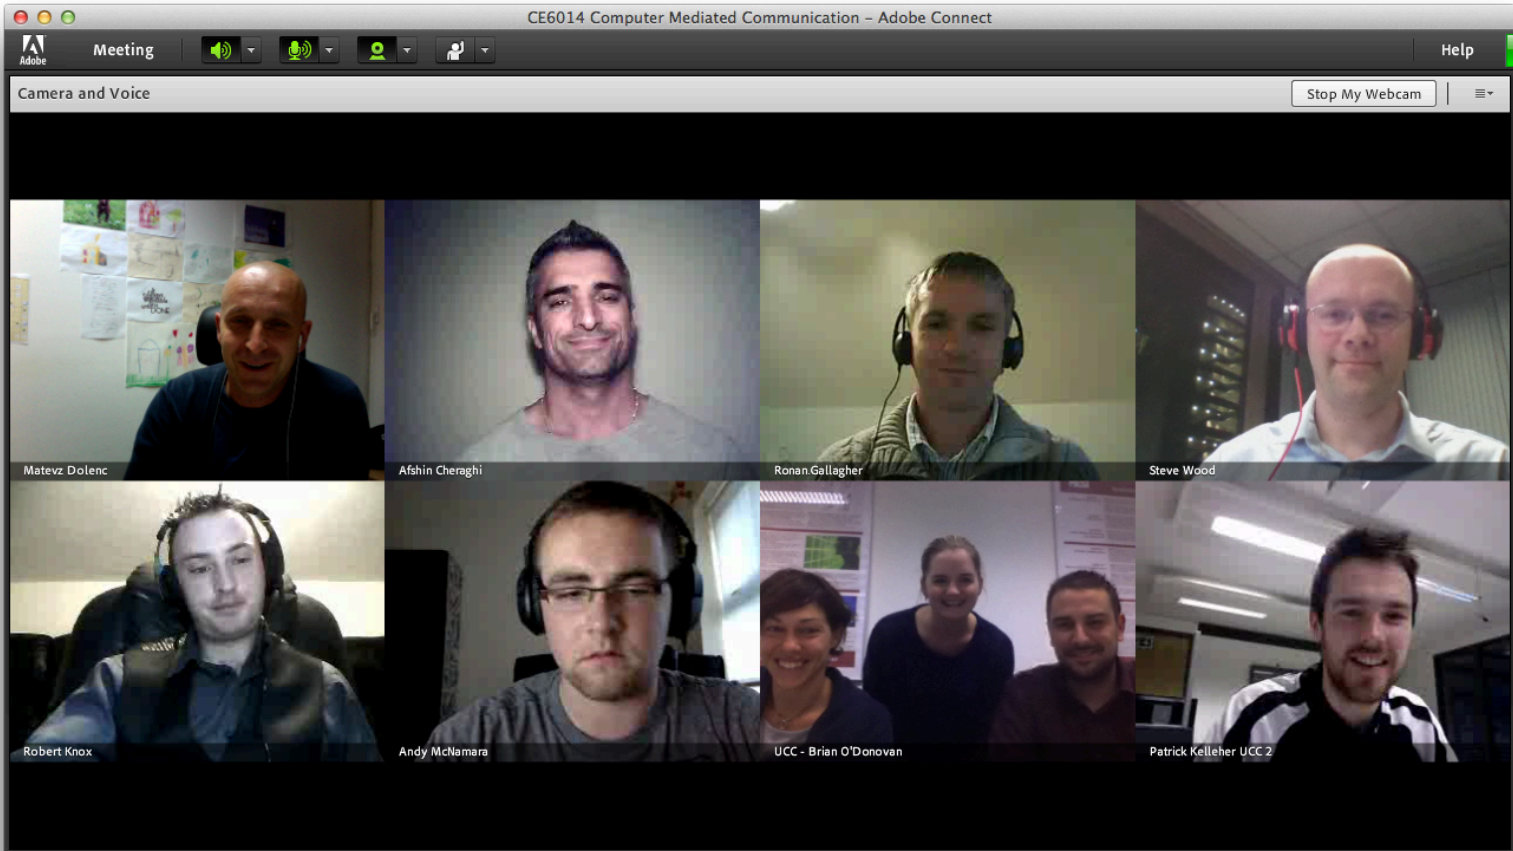 CE6014 Computer Mediated Communication – Adobe Connect
Adobe
Meeting
Help
Camera and Voice
Stop My Webcam
DONE
Matevz Dolenc
Afshin Cheraghi
Ronan.Gallagher
Steve Wood
Robert Knox
Andy McNamara
UCC - Brian O'Donovan
Patrick Kelleher UCC 2